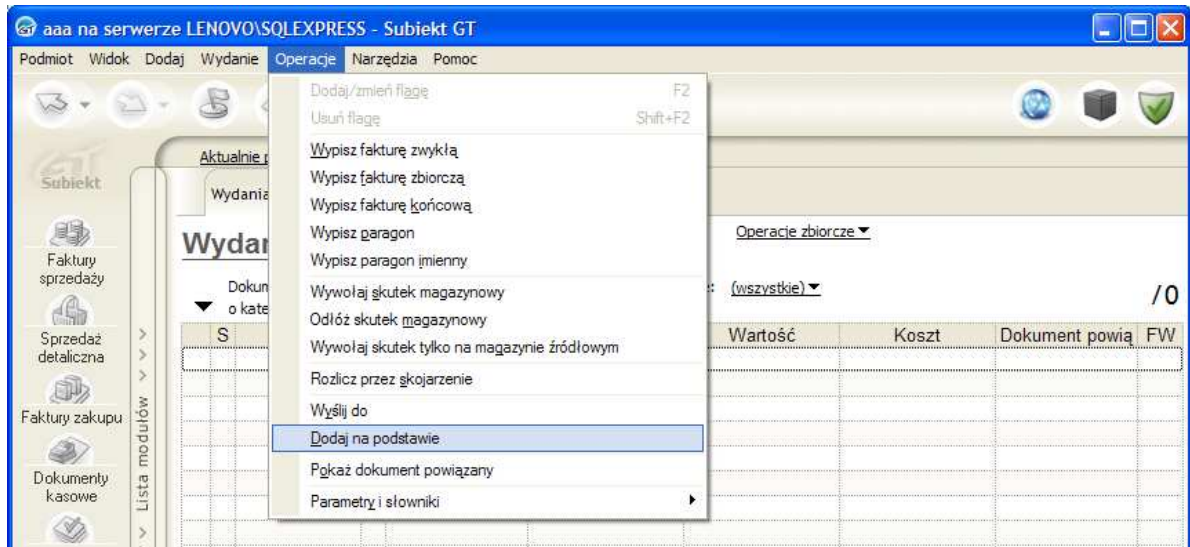 aaa na serwerze LENOVO\SQLEXPRESS - Subiekt GT
Podmiot Widok Dodaj Wydanie Operacje Narzędzia Pomoc
Dodaj/zmień flagę F2
Usuń flagę Shift+F2
Wypisz fakturę zwykłą
Wypisz fakturę zbiorczą
Wypisz fakturę końcową
Wypisz paragon
Wypisz paragon imienny
Wywołaj skutek magazynowy
Odłóż skutek magazynowy
Wywołaj skutek tylko na magazynie źródłowym
Rozlicz przez skojarzenie
Wyślij do
Dodaj na podstawie
Pokaż dokument powiązany
Parametry i słowniki
GT
Subiekt
Faktury
sprzedaży
Sprzedaż
detaliczna
Faktury zakupu
Dokumenty
kasowe
Lista modułów
Aktualnie
Wydania
Operacje zbiorcze
(wszystkie)
/0
S Wartość Koszt Dokument powią FW